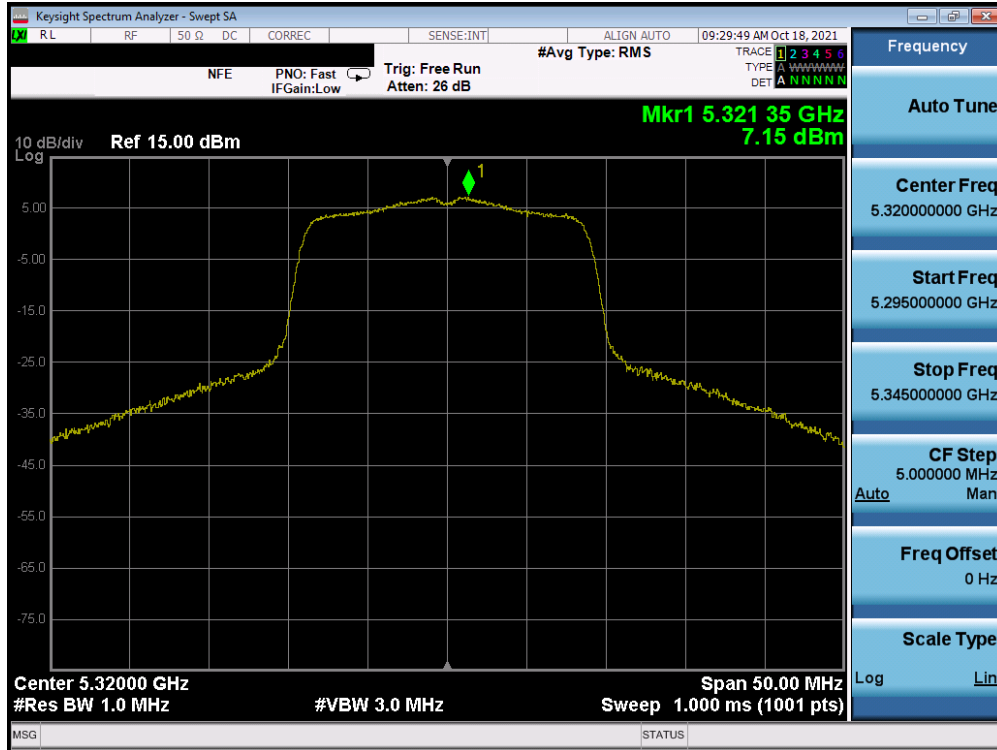 Keysight Spectrum Analyzer - Swept SA
LXI RL RF 50 Ω DC CORREC SENSE:INT ALIGN AUTO 09:29:49 AM Oct 18, 2021
NFE PNO: Fast IFGain:Low
Trig: Free Run
Atten: 26 dB
#Avg Type: RMS
TRACE 1 2 3 4 5 6
TYPE A WWWWW
DET A N N N N N
Mkr1 5.321 35 GHz
7.15 dBm
10 dB/div Ref 15.00 dBm
Log
1
5.00
-5.00
-15.0
-25.0
-35.0
-45.0
-55.0
-65.0
-75.0
Center 5.32000 GHz Span 50.00 MHz
#Res BW 1.0 MHz #VBW 3.0 MHz Sweep 1.000 ms (1001 pts)
MSG STATUS
Frequency
Auto Tune
Center Freq
5.320000000 GHz
Start Freq
5.295000000 GHz
Stop Freq
5.345000000 GHz
CF Step
5.000000 MHz
Auto Man
Freq Offset
0 Hz
Scale Type
Log Lin